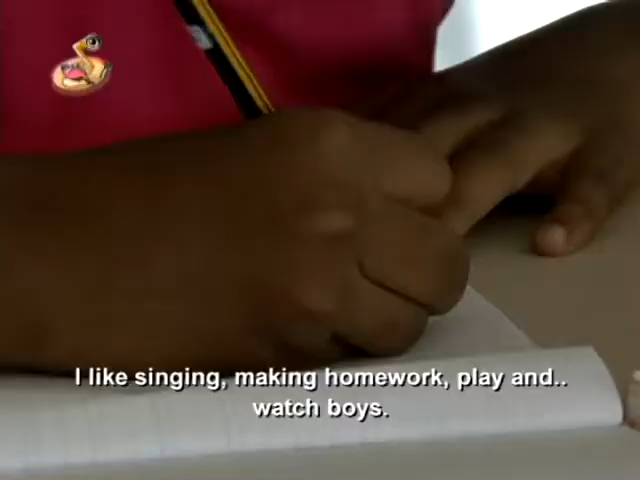 I like singing, making homework, play and..
watch boys.